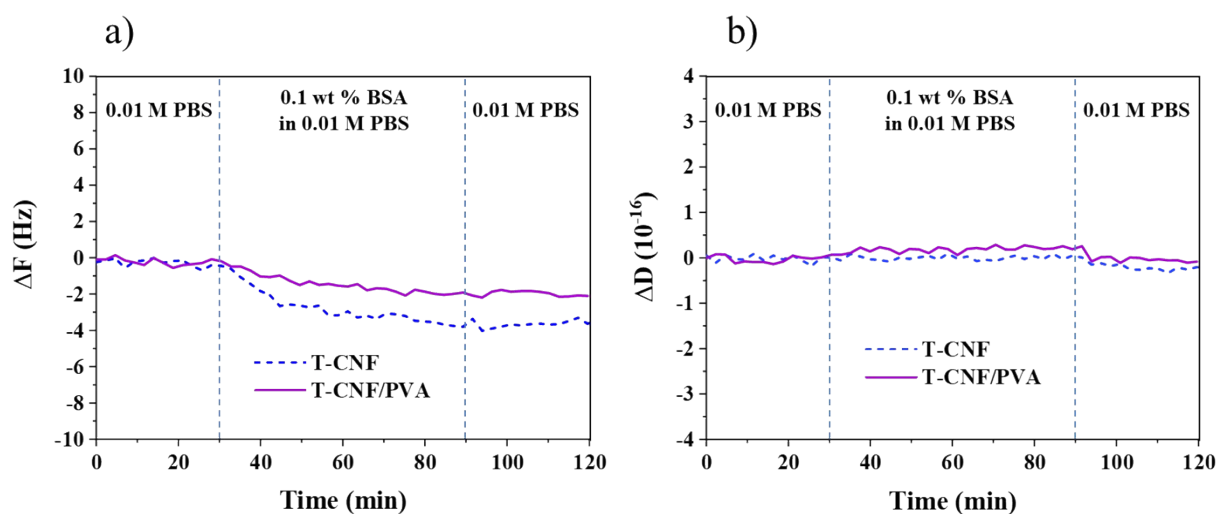 a)
10
8
6
4
2
0
-2
-4
-6
-8
-10
ΔF (Hz)
0.01 M PBS
0.1 wt % BSA
in 0.01 M PBS
0.01 M PBS
T-CNF
T-CNF/PVA
0 20 40 60 80 100 120
Time (min)
b)
4
3
2
1
0
-1
-2
-3
-4
ΔD (10⁻¹⁶)
0.01 M PBS
0.1 wt % BSA
in 0.01 M PBS
0.01 M PBS
T-CNF
T-CNF/PVA
0 20 40 60 80 100 120
Time (min)